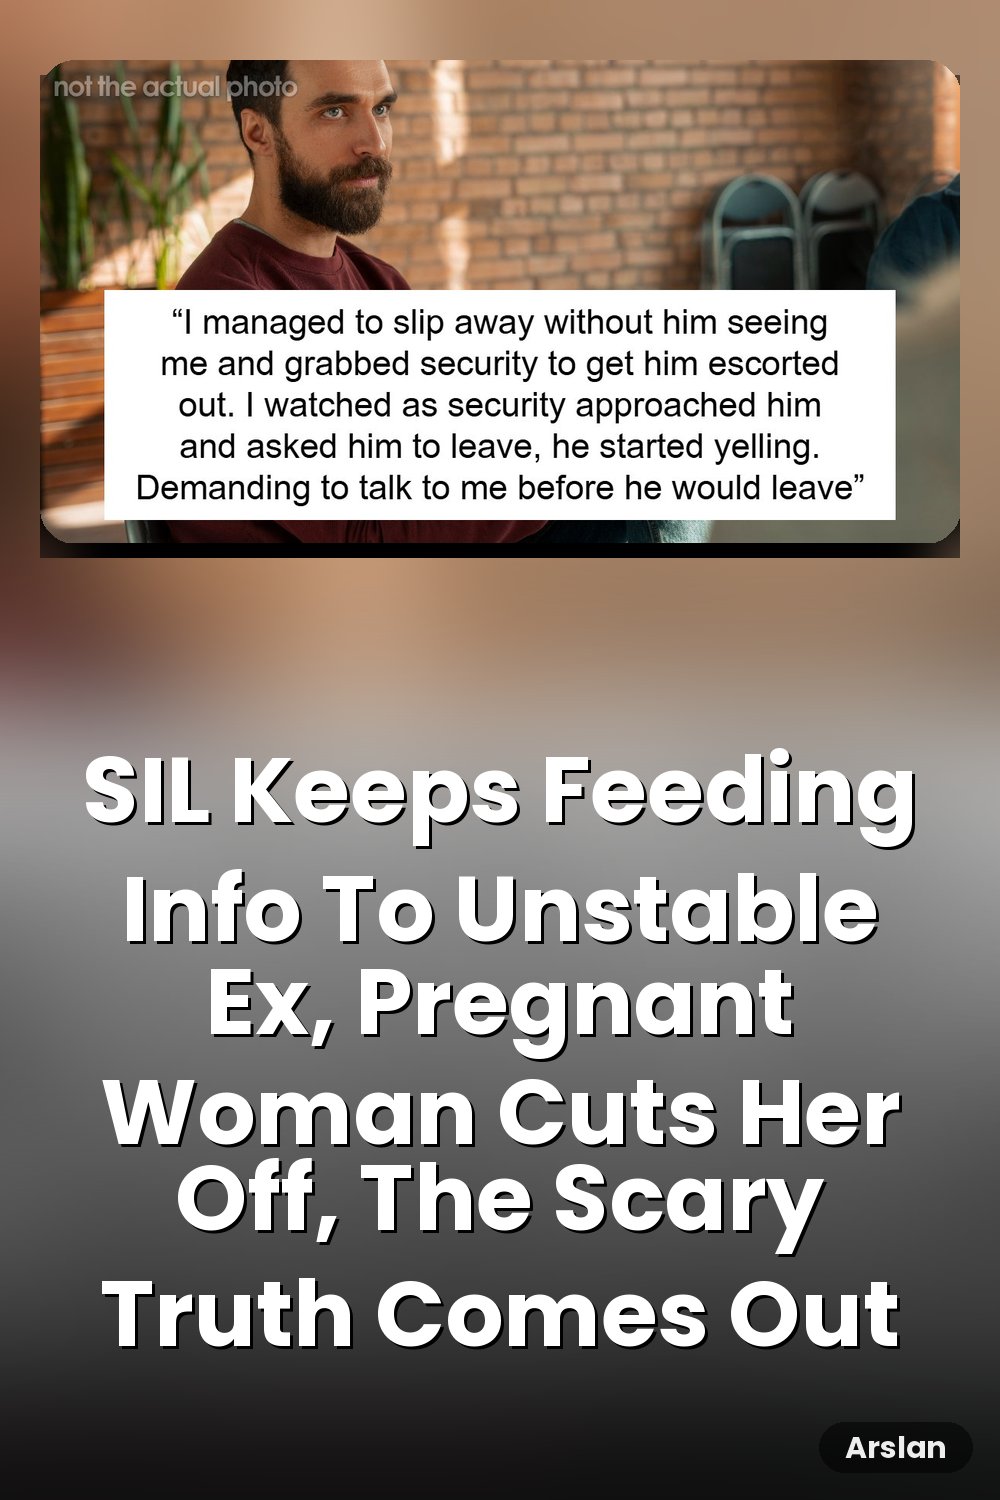 not the actual photo
“I managed to slip away without him seeing
me and grabbed security to get him escorted
out. I watched as security approached him
and asked him to leave, he started yelling.
Demanding to talk to me before he would leave”
SIL Keeps Feeding
Info To Unstable
Ex, Pregnant
Woman Cuts Her
Off, The Scary
Truth Comes Out
Arslan